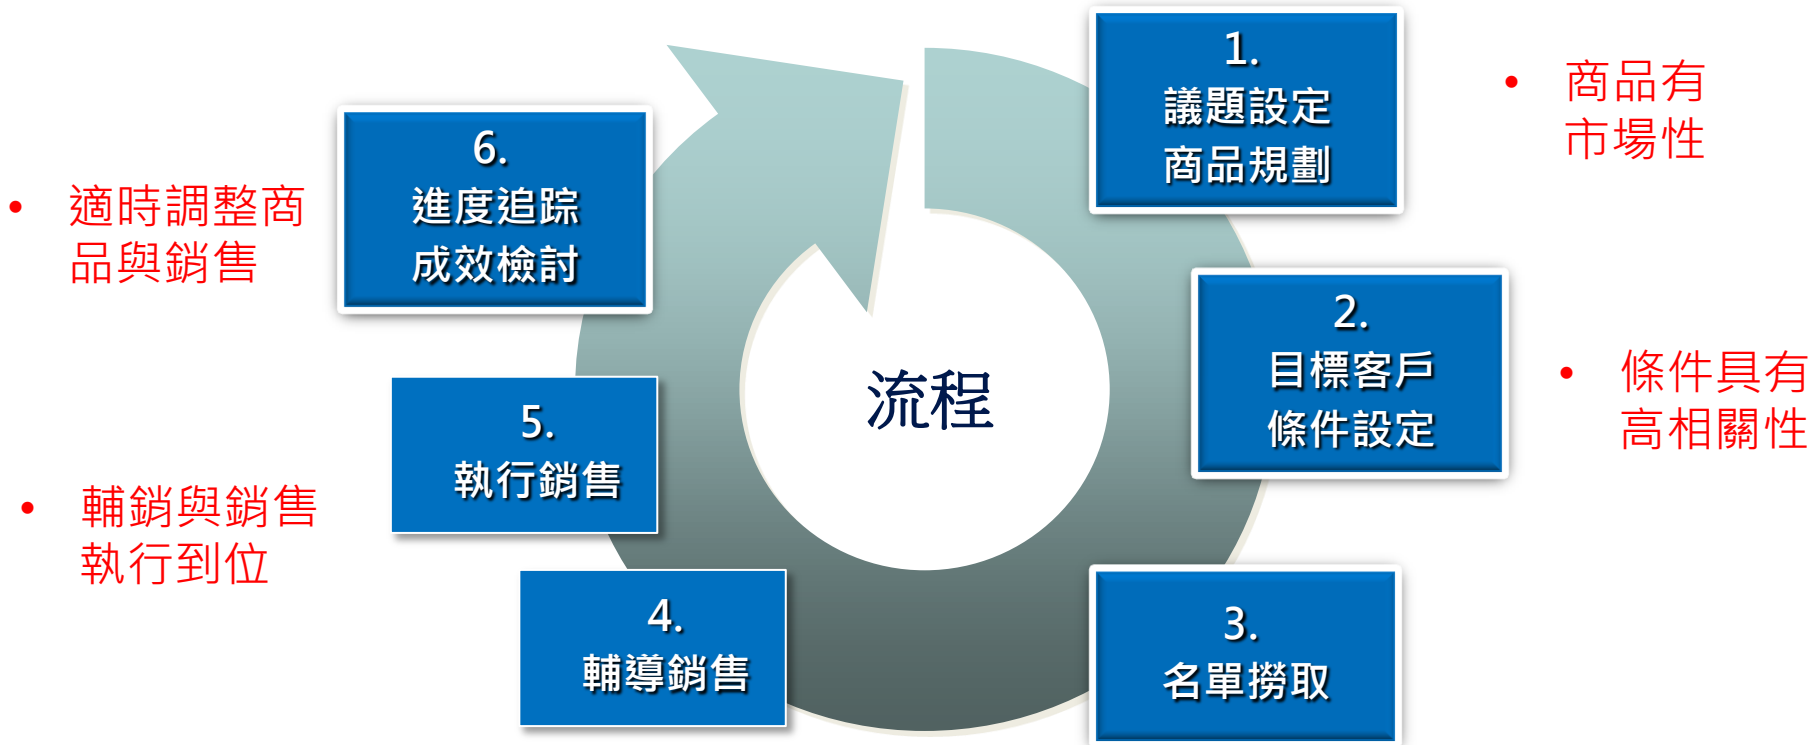 1.
議題設定
商品規劃
• 商品有
市場性
2.
目標客戶
條件設定
• 條件具有
高相關性
3.
名單撈取
4.
輔導銷售
5.
執行銷售
• 輔銷與銷售
執行到位
6.
進度追踪
成效檢討
• 適時調整商
品與銷售
流程